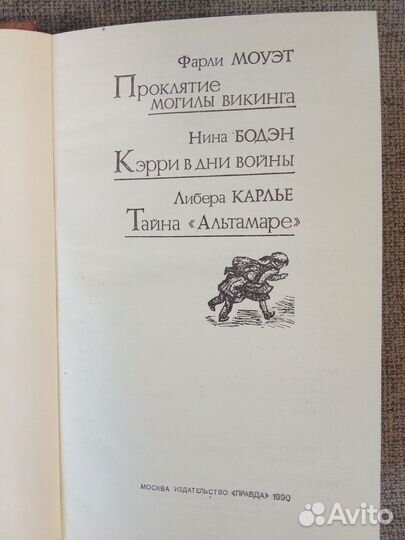 Фарли МОУЭТ
Проклятие
могилы викинга
Нина БОДЭН
Кэрри в дни войны
Либера КАРЛЬЕ
Тайна «Альтамаре»
МОСКВА ИЗДАТЕЛЬСТВО «ПРАВДА» 1990
Avito